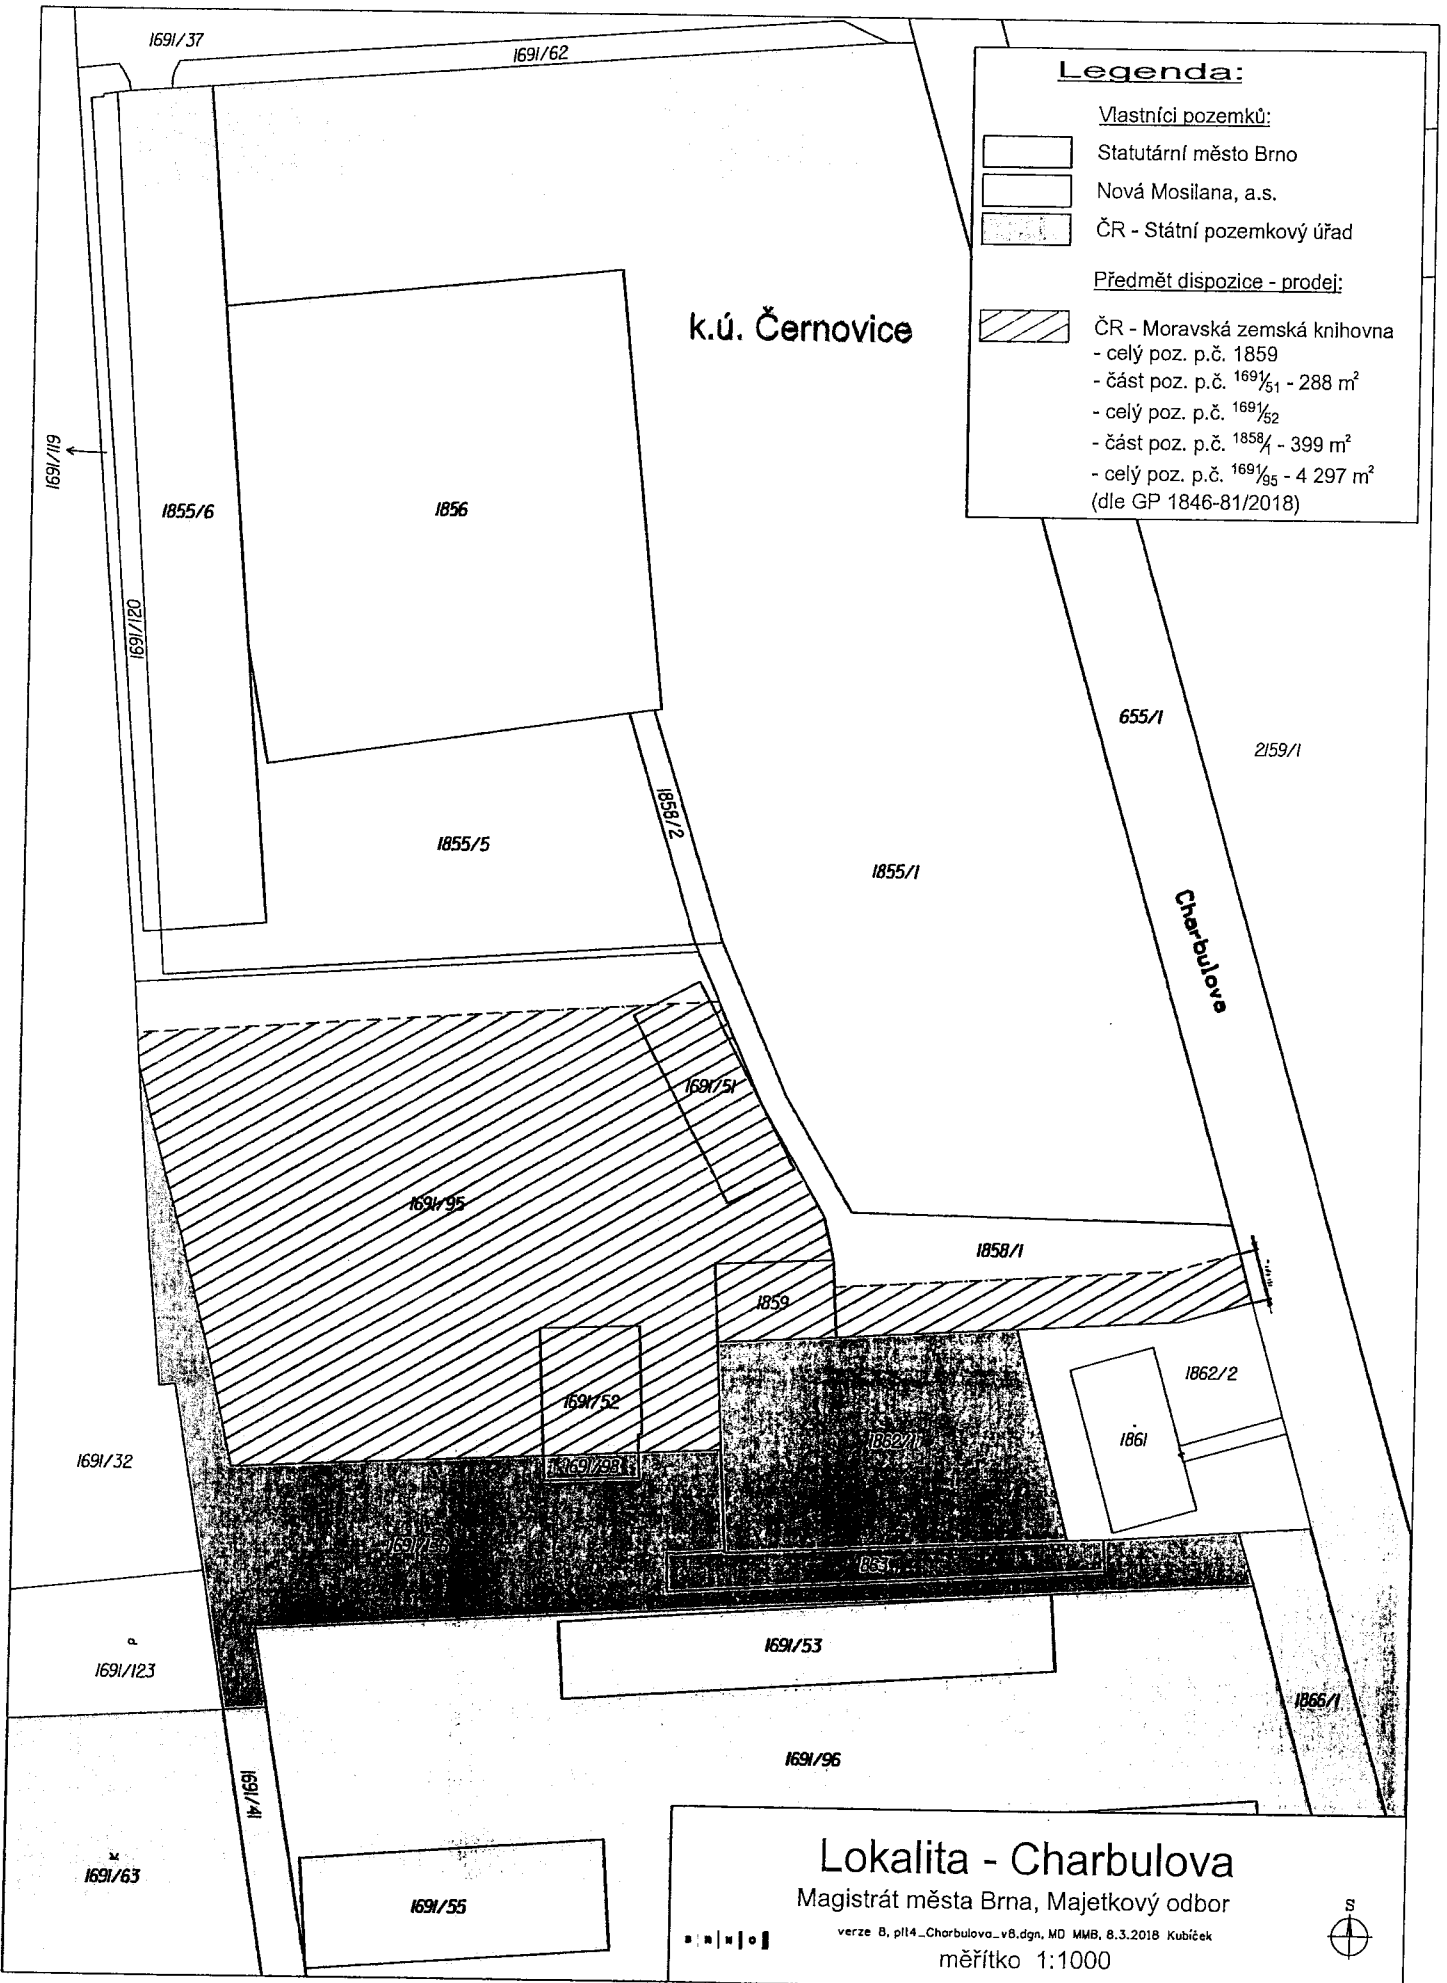 1691/37
1691/62
Legenda:
Vlastníci pozemků:
Statutární město Brno
Nová Mosilana, a.s.
ČR - Státní pozemkový úřad
Předmět dispozice - prodej:
ČR - Moravská zemská knihovna
- celý poz. p.č. 1859
- část poz. p.č. 1691/51 - 288 m²
- celý poz. p.č. 1691/52
- část poz. p.č. 1858/1 - 399 m²
- celý poz. p.č. 1691/95 - 4 297 m²
(dle GP 1846-81/2018)
k.ú. Černovice
1691/119
1855/6
1856
1691/120
655/1
2159/1
1858/2
1855/5
1855/1
Charbulova
1691/51
1691/95
1858/1
1859
1862/2
1691/52
1861
1862/1
1691/32
1691/98
1691/53
1691/123
1866/1
1691/96
1691/41
1691/63
1691/55
Lokalita - Charbulova
Magistrát města Brna, Majetkový odbor
verze 8, plt4_Charbulova_v8.dgn, MO MMB, 8.3.2018 Kubíček
měřítko 1:1000
B R N O
S